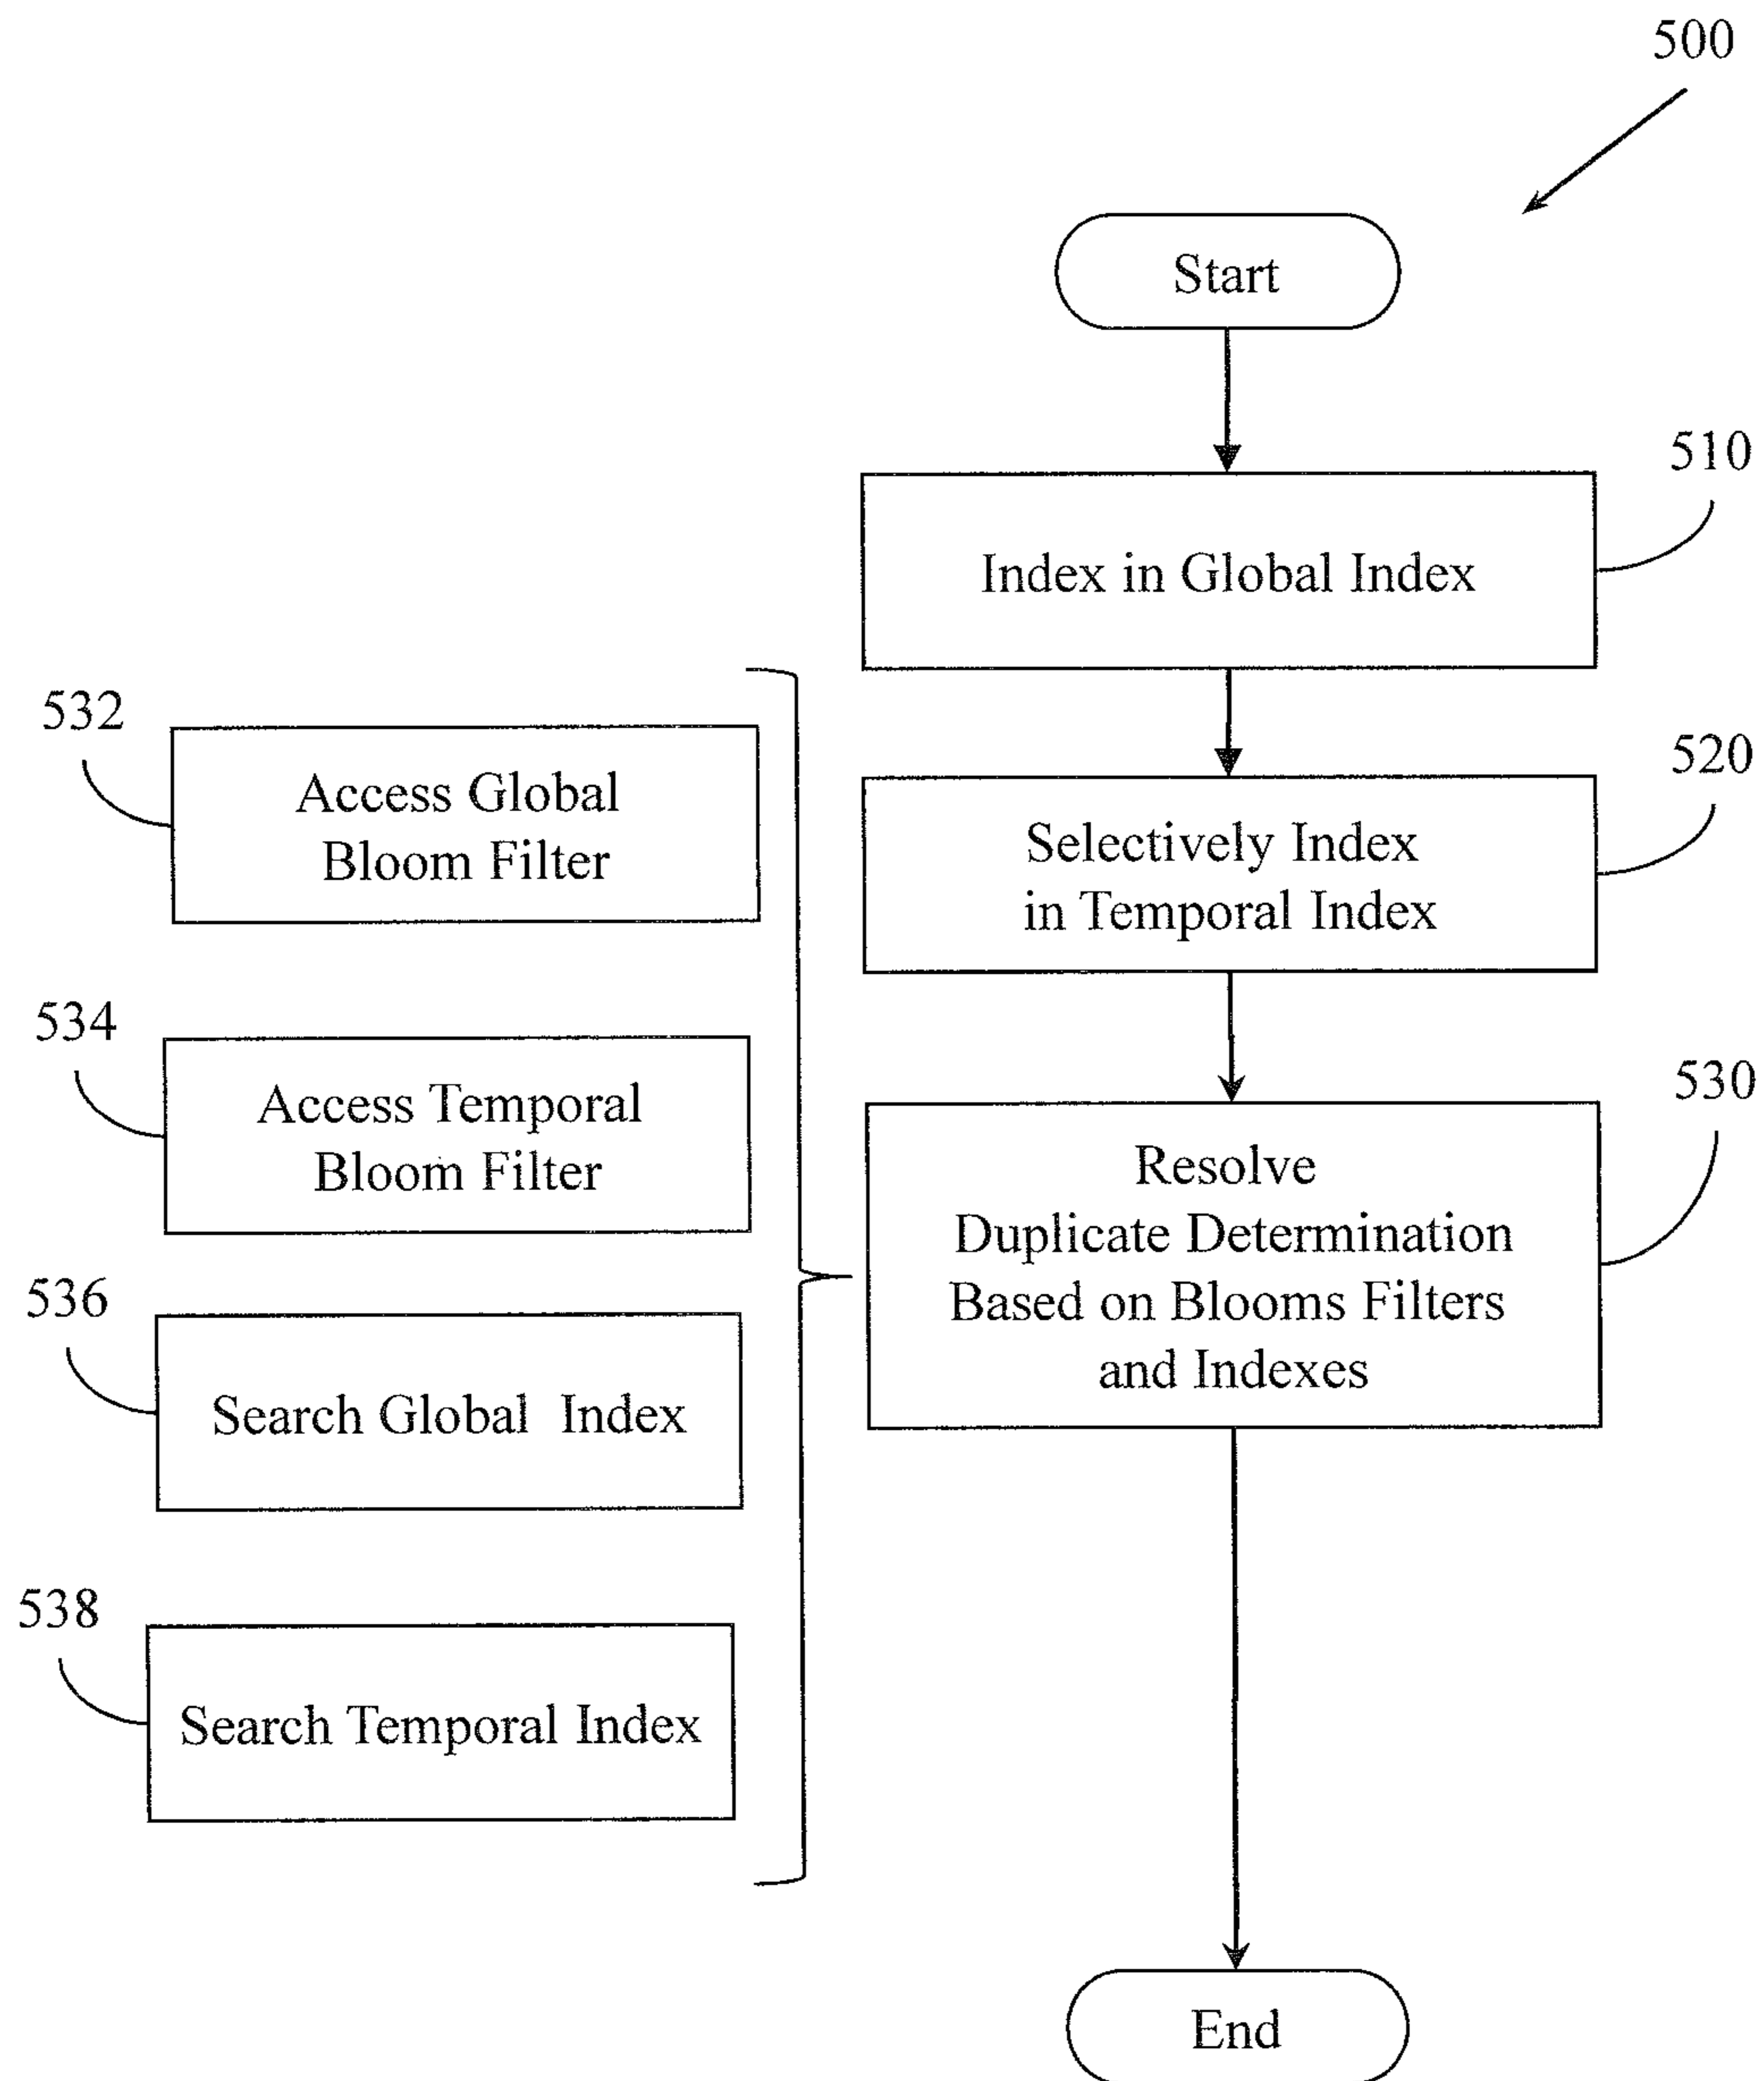 500
Start
510
Index in Global Index
520
Selectively Index
in Temporal Index
530
Resolve
Duplicate Determination
Based on Blooms Filters
and Indexes
532
Access Global
Bloom Filter
534
Access Temporal
Bloom Filter
536
Search Global Index
538
Search Temporal Index
End